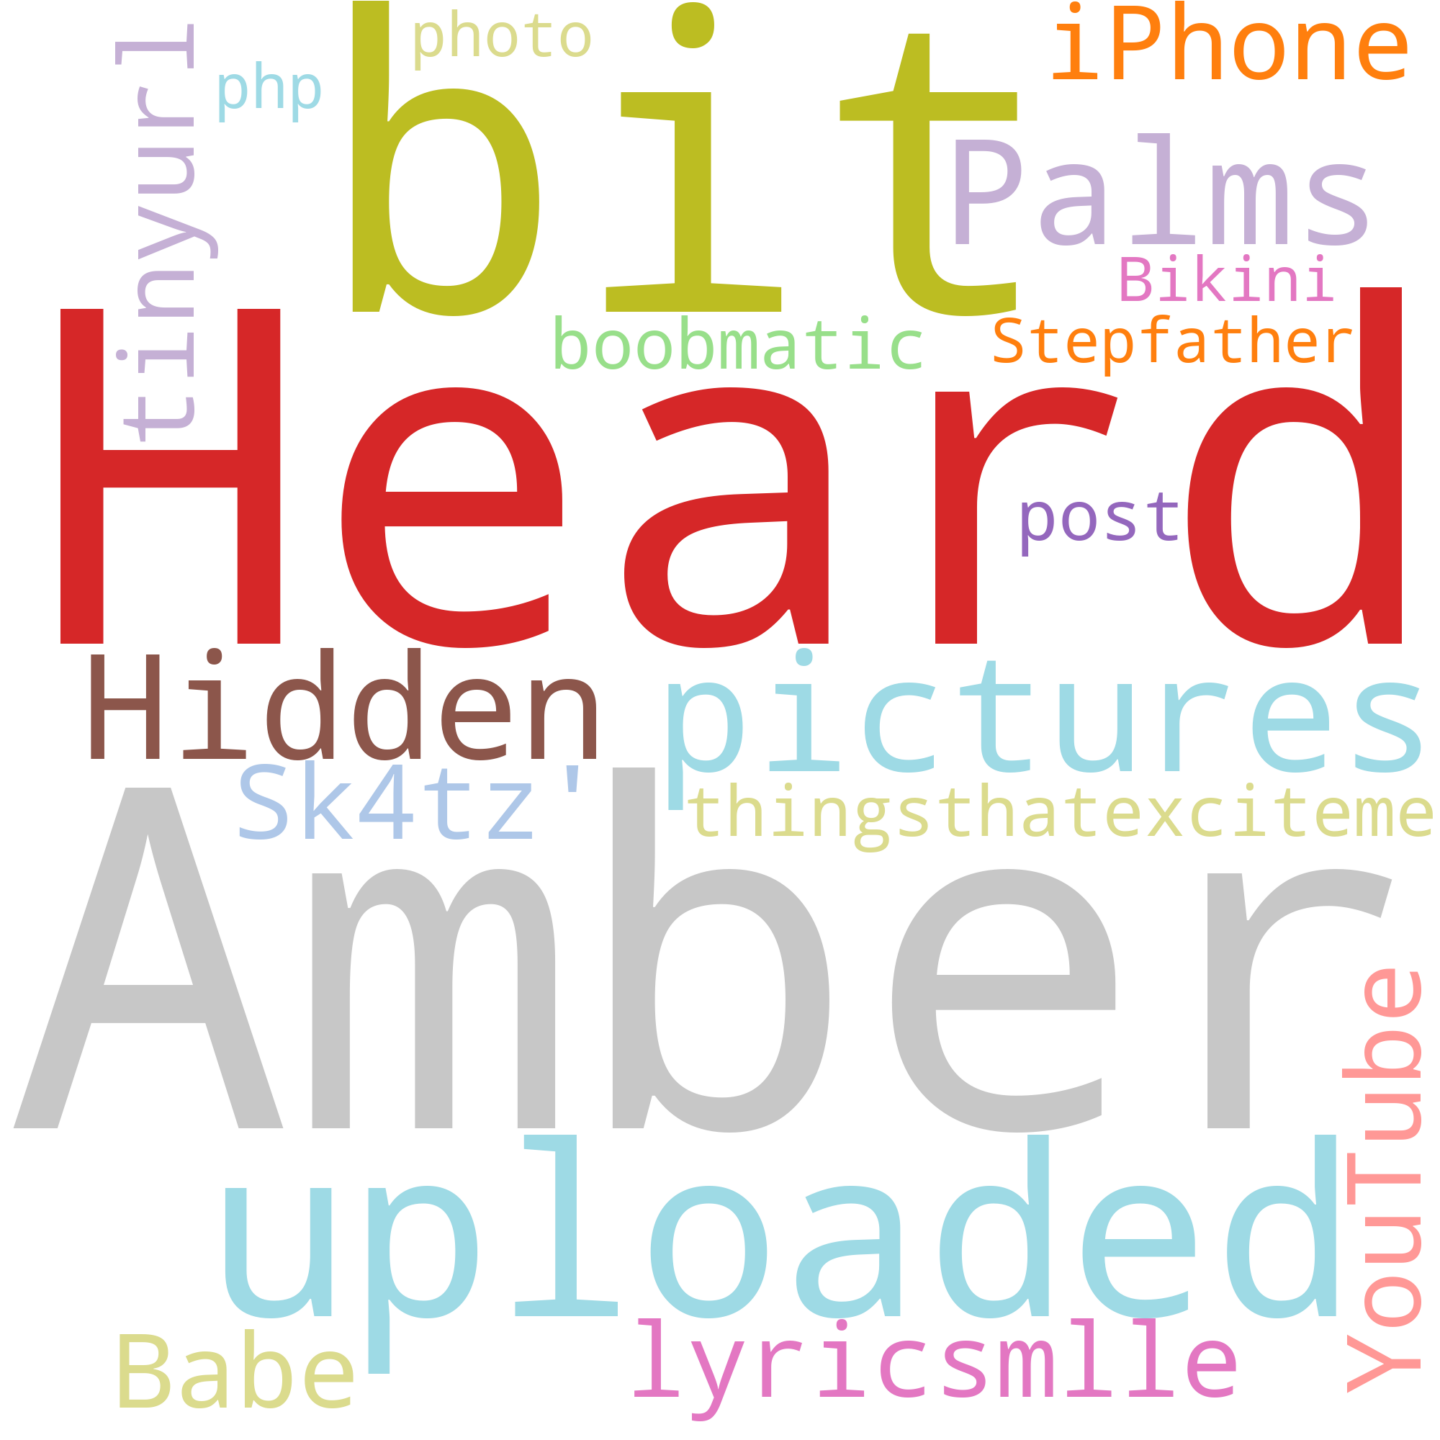 tinyurl
php
photo
bit
iPhone
Palms
Bikini
boobmatic
Stepfather
Heard
post
Hidden
pictures
Sk4tz'
thingsthatexciteme
Amber
YouTube
uploaded
Babe
lyricsmlle